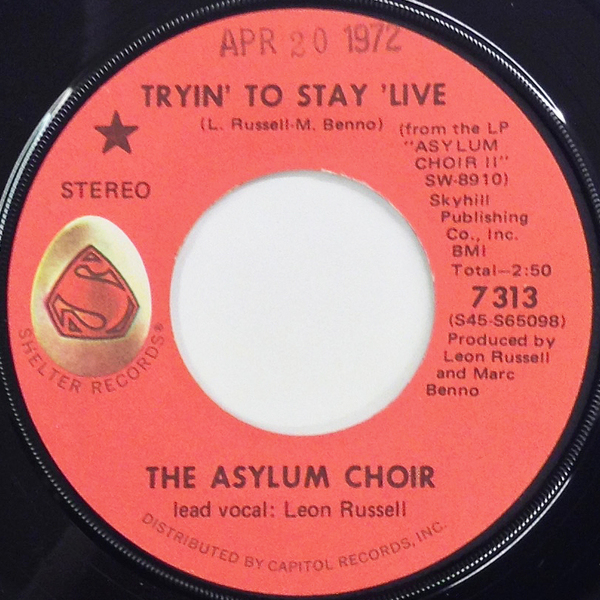 APR 20 1972
TRYIN' TO STAY 'LIVE
(L. Russell-M. Benno)
(from the LP
"ASYLUM
CHOIR II"
SW-8910)
Skyhill
Publishing
Co., Inc.
BMI
Total—2:50
7313
(S45-S65098)
Produced by
Leon Russell
and Marc
Benno
STEREO
S
SHELTER RECORDS®
THE ASYLUM CHOIR
lead vocal: Leon Russell
DISTRIBUTED BY CAPITOL RECORDS, INC.